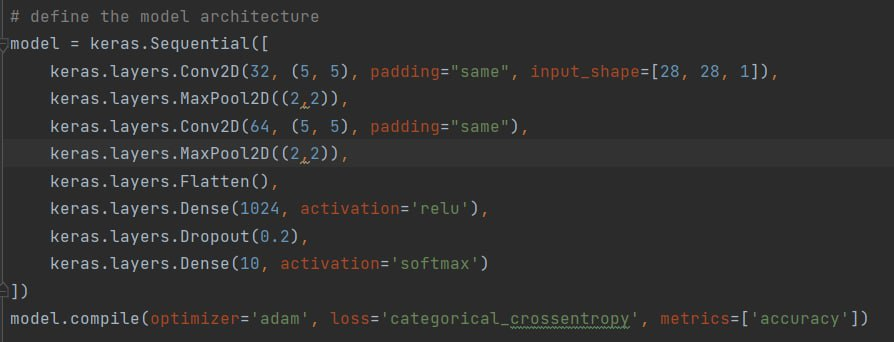 # define the model architecture
model = keras.Sequential([
    keras.layers.Conv2D(32, (5, 5), padding="same", input_shape=[28, 28, 1]),
    keras.layers.MaxPool2D((2,2)),
    keras.layers.Conv2D(64, (5, 5), padding="same"),
    keras.layers.MaxPool2D((2,2)),
    keras.layers.Flatten(),
    keras.layers.Dense(1024, activation='relu'),
    keras.layers.Dropout(0.2),
    keras.layers.Dense(10, activation='softmax')
])
model.compile(optimizer='adam', loss='categorical_crossentropy', metrics=['accuracy'])